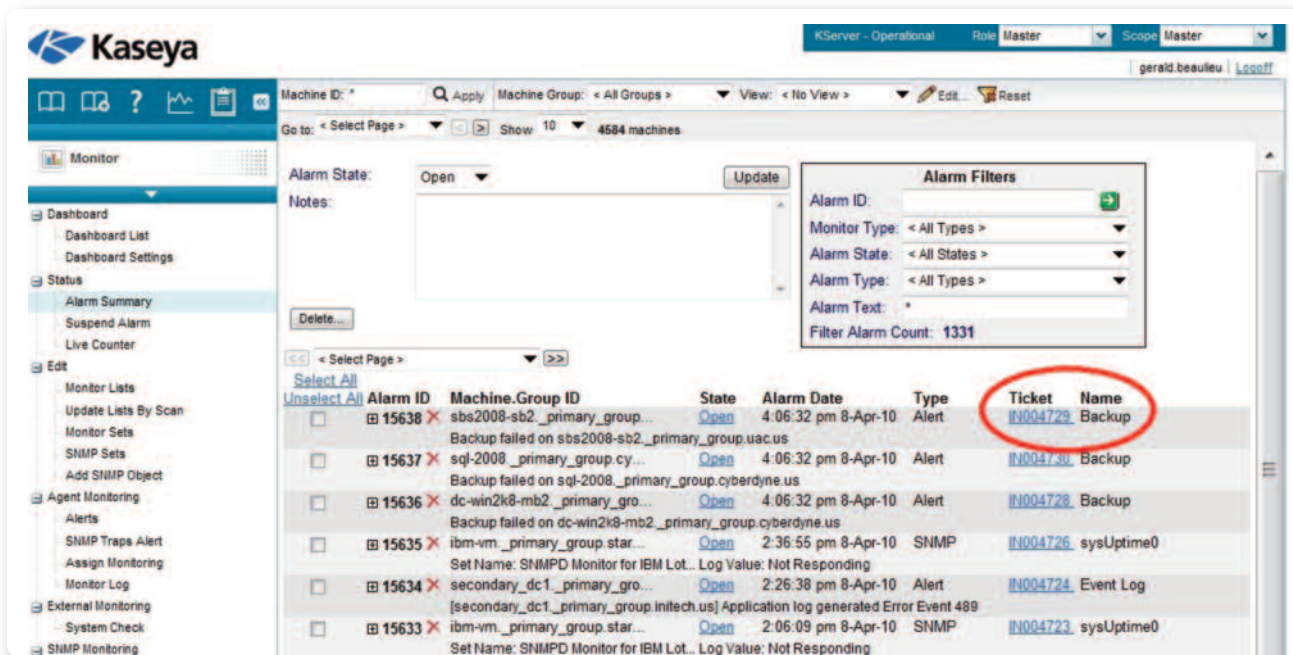 Kaseya
KServer - Operational Role Master Scope Master
gerald.beaulieu Logoff
Machine ID: * Apply Machine Group: < All Groups > View: < No View > Edit... Reset
Go to: < Select Page > < > Show 10 4584 machines
Monitor
Dashboard
Dashboard List
Dashboard Settings
Status
Alarm Summary
Suspend Alarm
Live Counter
Edit
Monitor Lists
Update Lists By Scan
Monitor Sets
SNMP Sets
Add SNMP Object
Agent Monitoring
Alerts
SNMP Traps Alert
Assign Monitoring
Monitor Log
External Monitoring
System Check
SNMP Monitoring
Alarm State: Open Update
Notes:
Delete...
Alarm Filters
Alarm ID:
Monitor Type: < All Types >
Alarm State: < All States >
Alarm Type: < All Types >
Alarm Text: *
Filter Alarm Count: 1331
<< < Select Page > >>
Select All
Unselect All Alarm ID Machine.Group ID State Alarm Date Type Ticket Name
15638 sbs2008-sb2._primary_group... Open 4:06:32 pm 8-Apr-10 Alert IN004729 Backup
Backup failed on sbs2008-sb2._primary_group.uac.us
15637 sql-2008._primary_group.cy... Open 4:06:32 pm 8-Apr-10 Alert IN004730 Backup
Backup failed on sql-2008._primary_group.cyberdyne.us
15636 dc-win2k8-mb2._primary_gro... Open 4:06:32 pm 8-Apr-10 Alert IN004728 Backup
Backup failed on dc-win2k8-mb2._primary_group.cyberdyne.us
15635 ibm-vm._primary_group.star... Open 2:36:55 pm 8-Apr-10 SNMP IN004726 sysUptime0
Set Name: SNMPD Monitor for IBM Lot... Log Value: Not Responding
15634 secondary_dc1._primary_gro... Open 2:26:38 pm 8-Apr-10 Alert IN004724 Event Log
[secondary_dc1._primary_group.initech.us] Application log generated Error Event 489
15633 ibm-vm._primary_group.star... Open 2:06:09 pm 8-Apr-10 SNMP IN004723 sysUptime0
Set Name: SNMPD Monitor for IBM Lot... Log Value: Not Responding